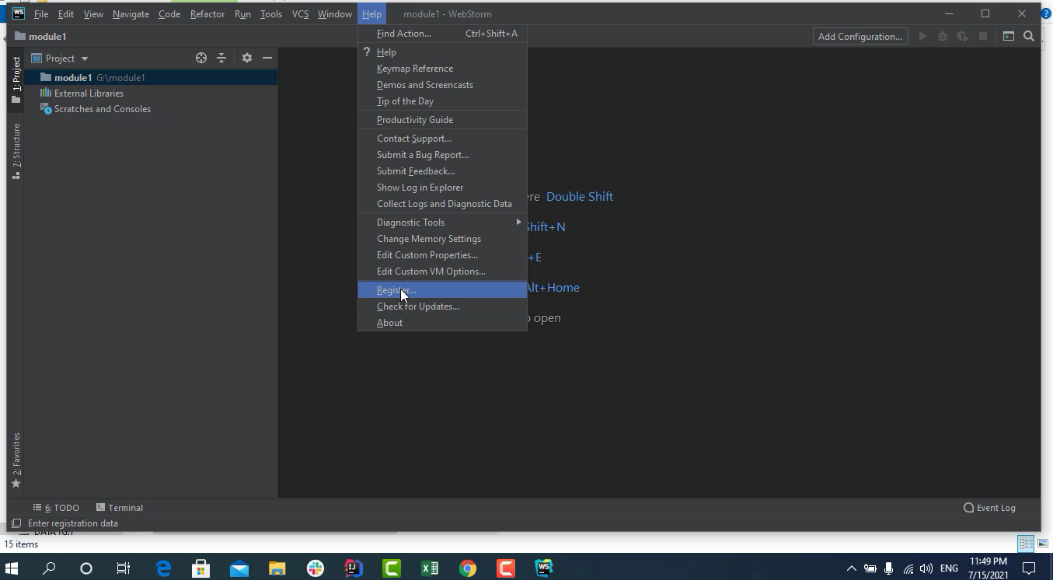 WS File Edit View Navigate Code Refactor Run Tools VCS Window Help module1 - WebStorm
module1 Add Configuration...
Project
module1 G:\module1
External Libraries
Scratches and Consoles
1: Project
7: Structure
2: Favorites
Find Action... Ctrl+Shift+A
? Help
Keymap Reference
Demos and Screencasts
Tip of the Day
Productivity Guide
Contact Support...
Submit a Bug Report...
Submit Feedback...
Show Log in Explorer
Collect Logs and Diagnostic Data
Diagnostic Tools
Change Memory Settings
Edit Custom Properties...
Edit Custom VM Options...
Register...
Check for Updates...
About
ere Double Shift
Shift+N
+E
Alt+Home
o open
6: TODO Terminal Event Log
Enter registration data
15 items
ENG
11:49 PM
7/15/2021